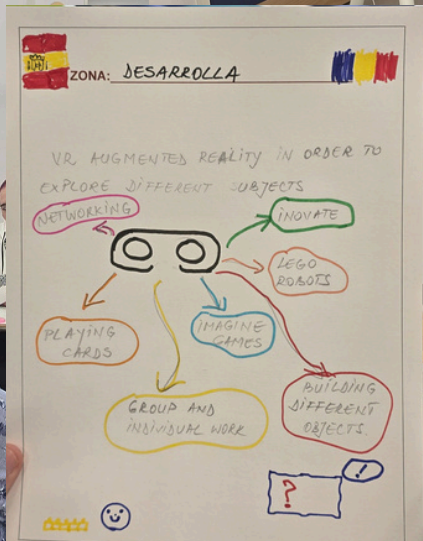 ZONA: DESARROLLA
VR AUGMENTED REALITY IN ORDER TO
EXPLORE DIFFERENT SUBJECTS
NETWORKING
INOVATE
LEGO
ROBOTS
PLAYING
CARDS
IMAGINE
GAMES
BUILDING
DIFFERENT
OBJECTS.
GROUP AND
INDIVIDUAL WORK
!
?